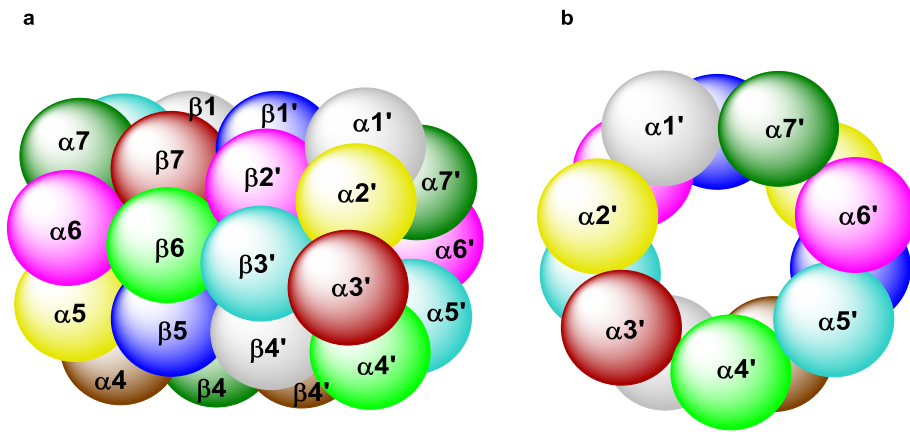 a
b
β1
β1'
α1'
α7
β7
β2'
α2'
α7'
α6
β6
β3'
α3'
α6'
α5
β5
β4'
α4'
α5'
α4
β4
β4'
α1'
α7'
α2'
α6'
α3'
α5'
α4'